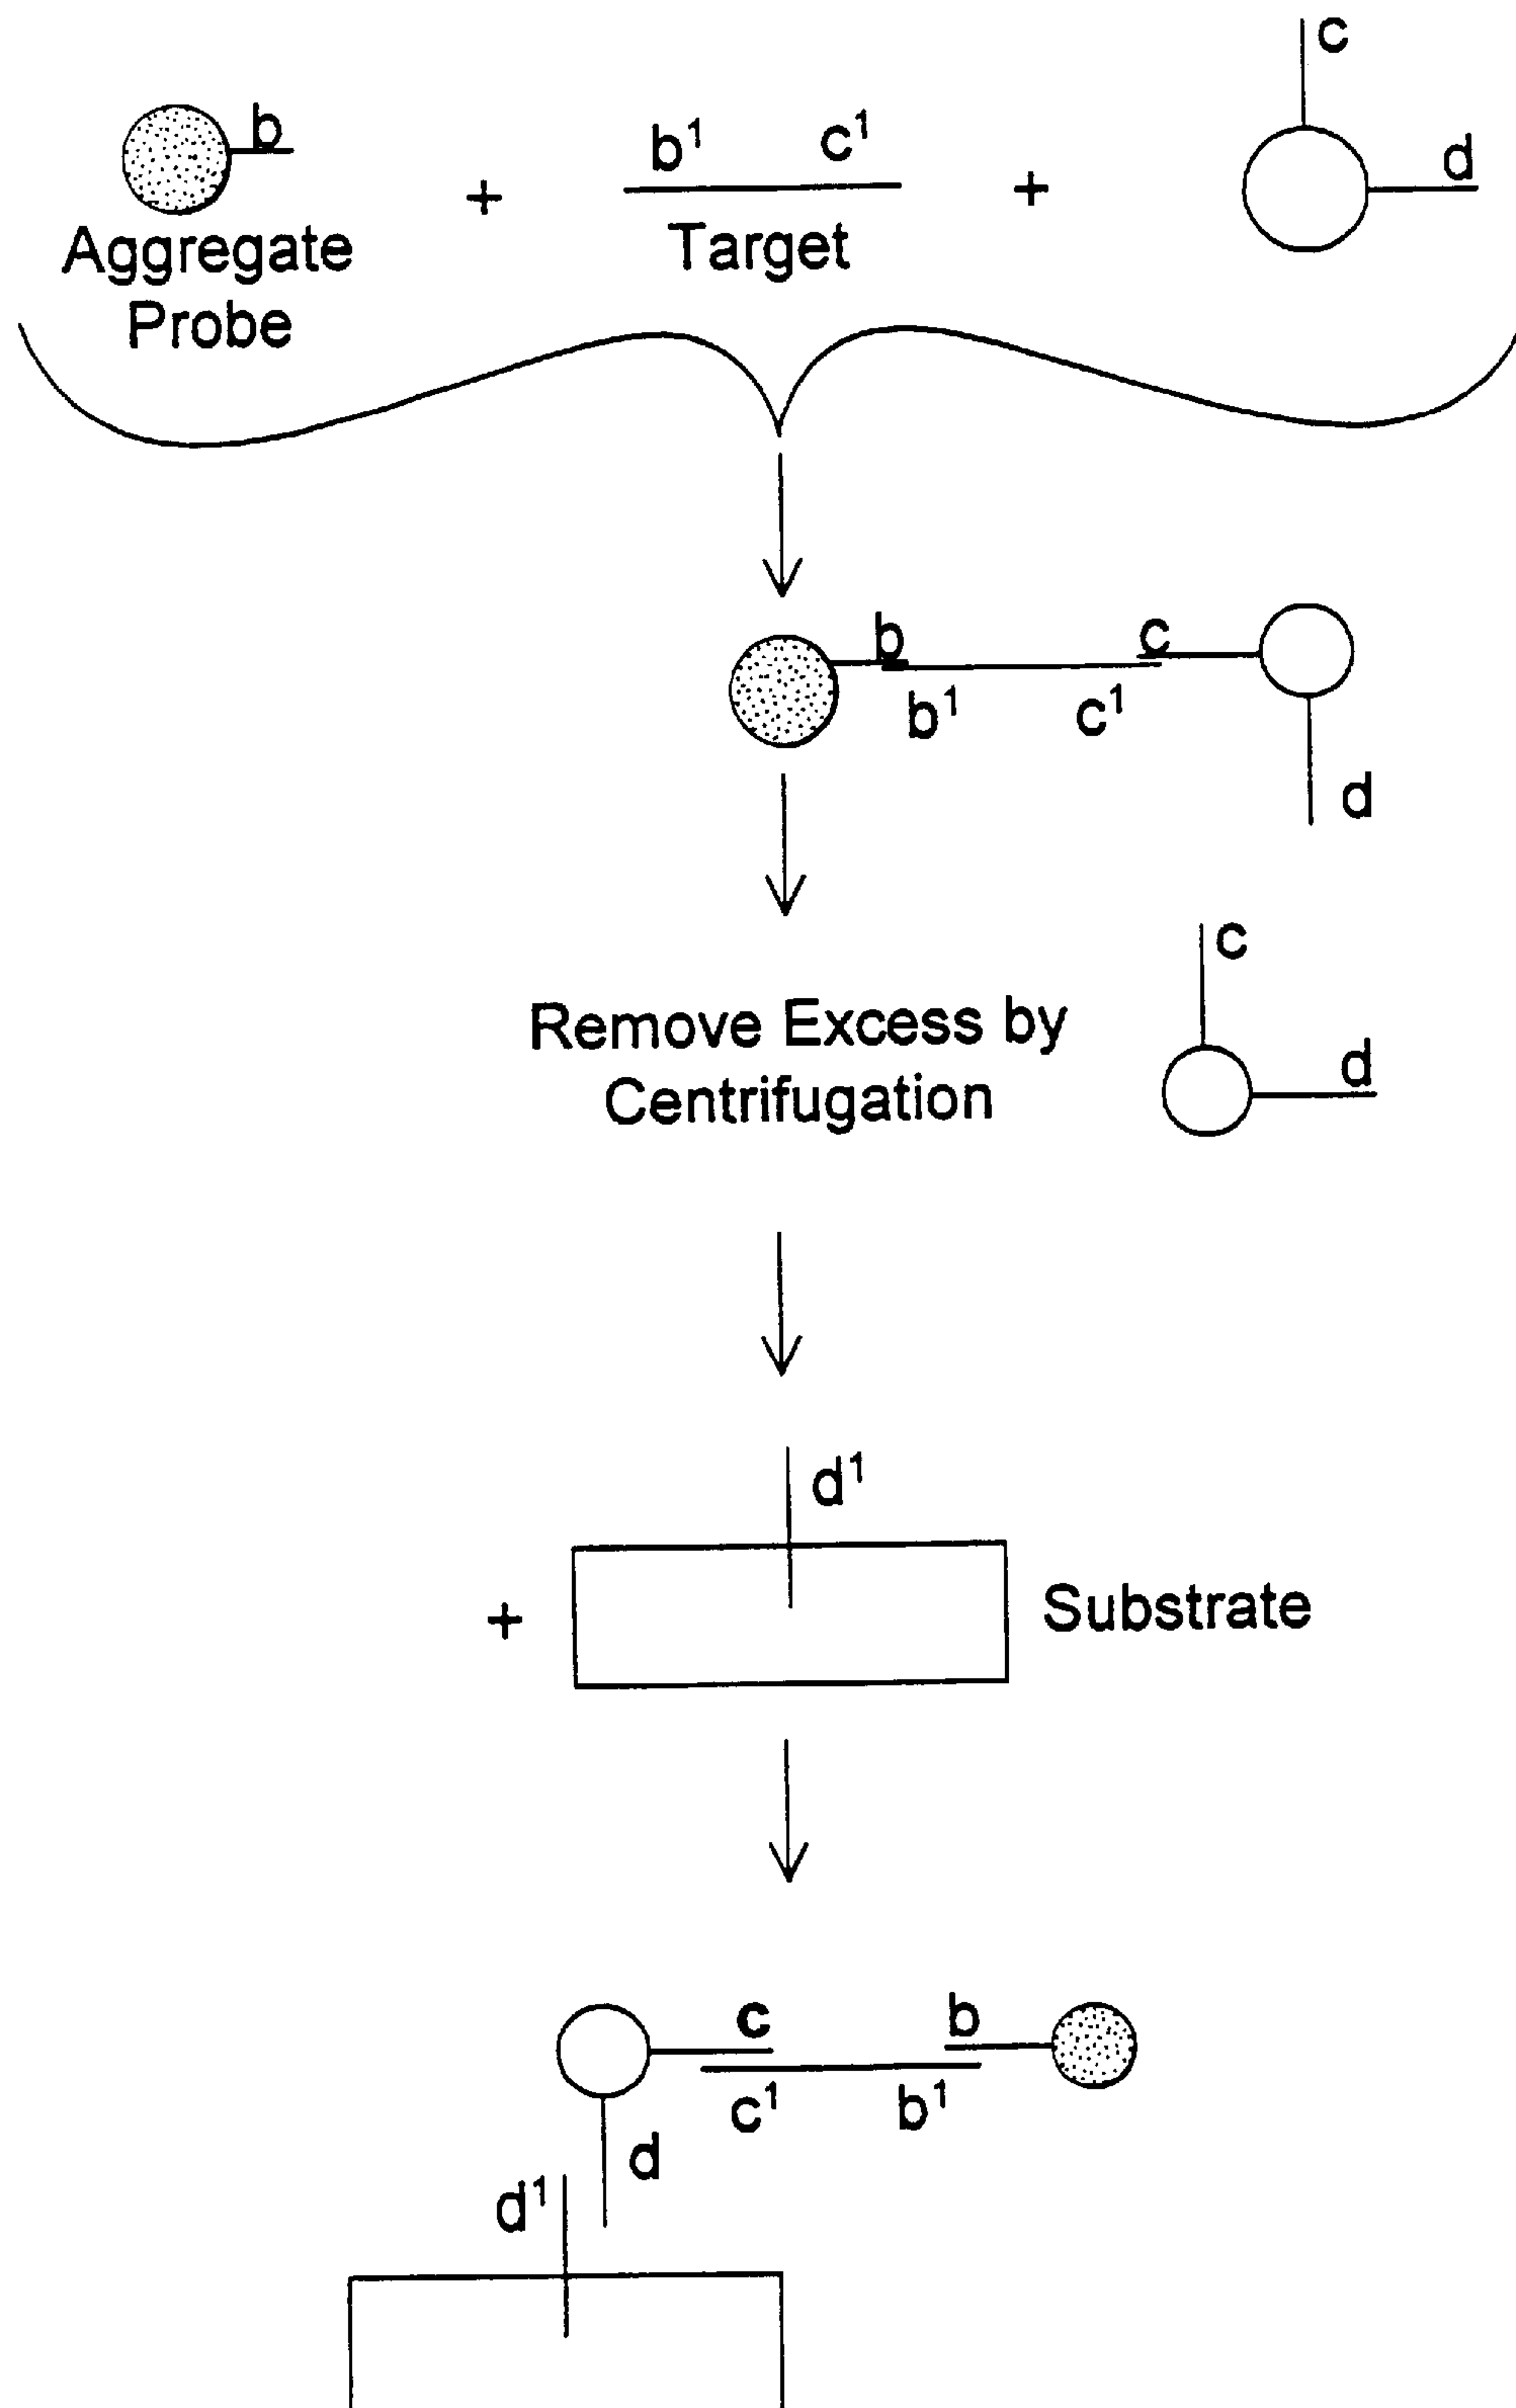 c
b
+
b¹ c¹
+
d
Aggregate
Probe
Target
b c
b¹ c¹
d
c
Remove Excess by
Centrifugation
d
d¹
+
Substrate
c b
c¹ b¹
d
d¹